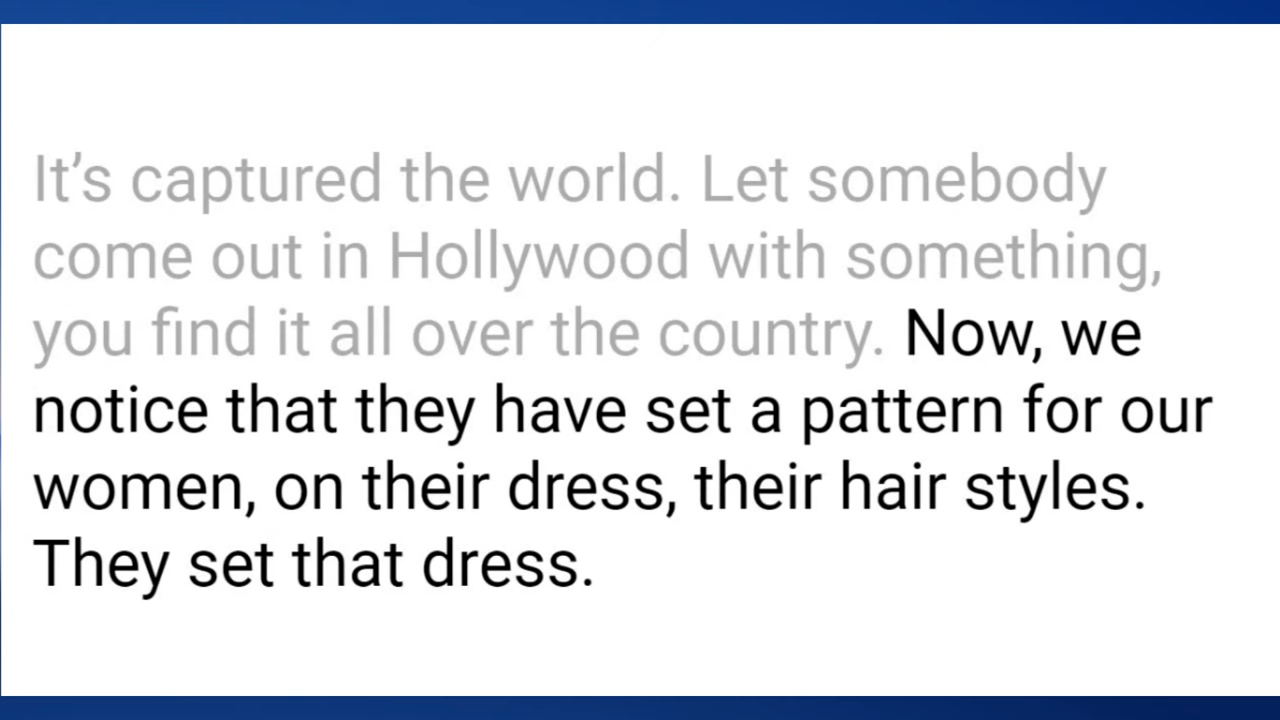 It’s captured the world. Let somebody
come out in Hollywood with something,
you find it all over the country. Now, we
notice that they have set a pattern for our
women, on their dress, their hair styles.
They set that dress.